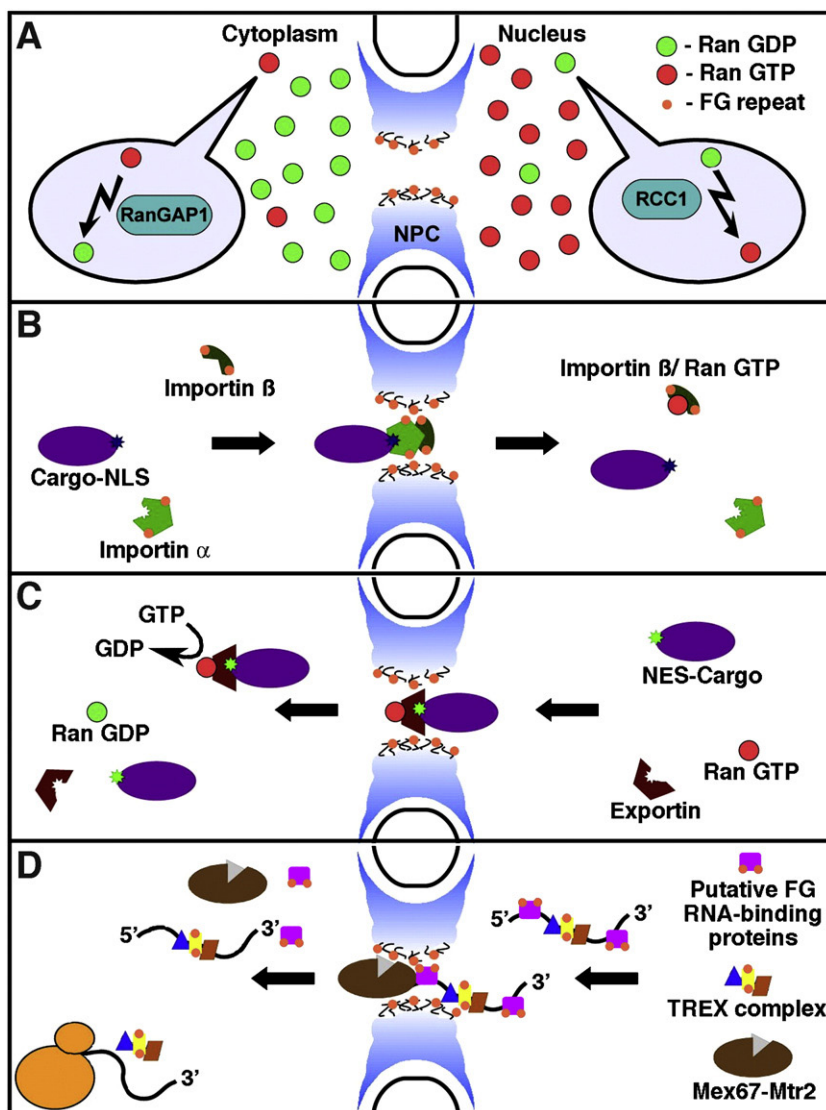 A
Cytoplasm
Nucleus
- Ran GDP
- Ran GTP
- FG repeat
RanGAP1
RCC1
NPC
B
Importin ß
Importin ß/ Ran GTP
Cargo-NLS
Importin α
C
GTP
GDP
NES-Cargo
Ran GDP
Ran GTP
Exportin
D
Putative FG
RNA-binding
proteins
5’
3’
5’
3’
3’
TREX complex
3’
Mex67-Mtr2